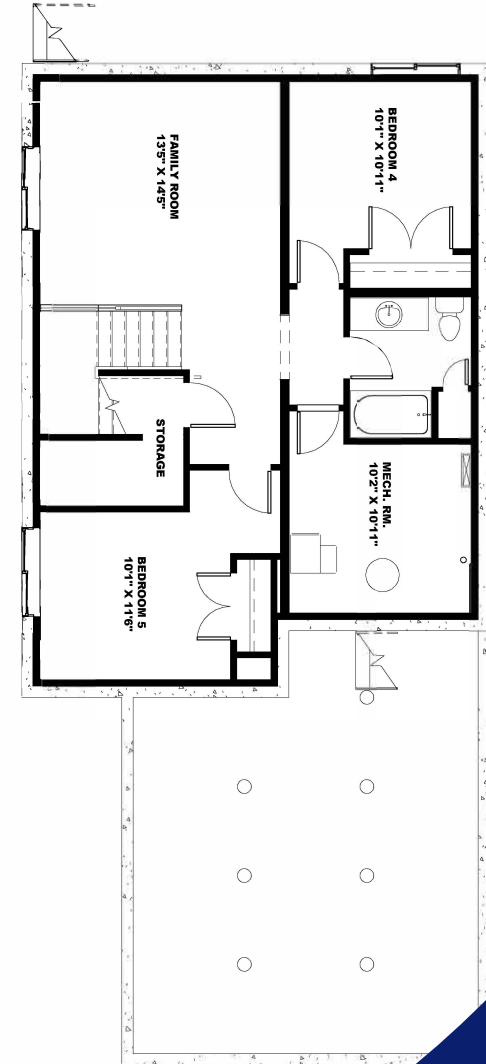 BEDROOM 4
10'1" X 10'11"
FAMILY ROOM
13'5" X 14'5"
STORAGE
MECH. RM.
10'2" X 10'11"
BEDROOM 5
10'1" X 11'6"